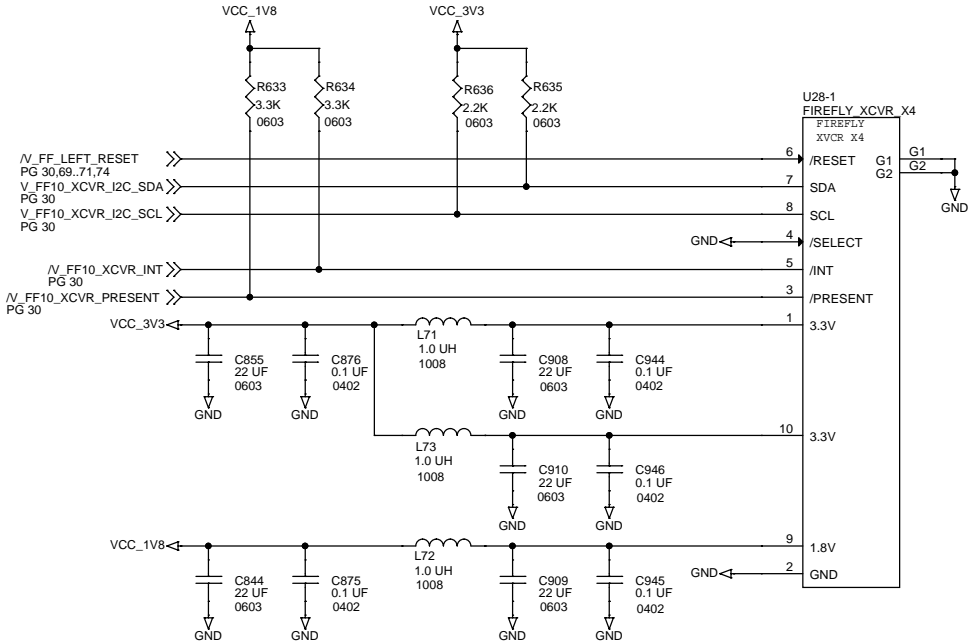 VCC_1V8
VCC_3V3
R633
3.3K
0603
R634
3.3K
0603
R636
2.2K
0603
R635
2.2K
0603
U28-1
FIREFLY_XCVR_X4
FIREFLY
XVCR X4
/V_FF_LEFT_RESET
PG 30,69..71,74
V_FF10_XCVR_I2C_SDA
PG 30
V_FF10_XCVR_I2C_SCL
PG 30
/V_FF10_XCVR_INT
PG 30
/V_FF10_XCVR_PRESENT
PG 30
6
/RESET
7
SDA
8
SCL
GND
4
/SELECT
5
/INT
3
/PRESENT
1
3.3V
10
3.3V
9
1.8V
GND
2
GND
G1
G1
G2
G2
GND
VCC_3V3
C855
22 UF
0603
GND
C876
0.1 UF
0402
GND
L71
1.0 UH
1008
C908
22 UF
0603
GND
C944
0.1 UF
0402
GND
L73
1.0 UH
1008
C910
22 UF
0603
GND
C946
0.1 UF
0402
GND
VCC_1V8
C844
22 UF
0603
GND
C875
0.1 UF
0402
GND
L72
1.0 UH
1008
C909
22 UF
0603
GND
C945
0.1 UF
0402
GND